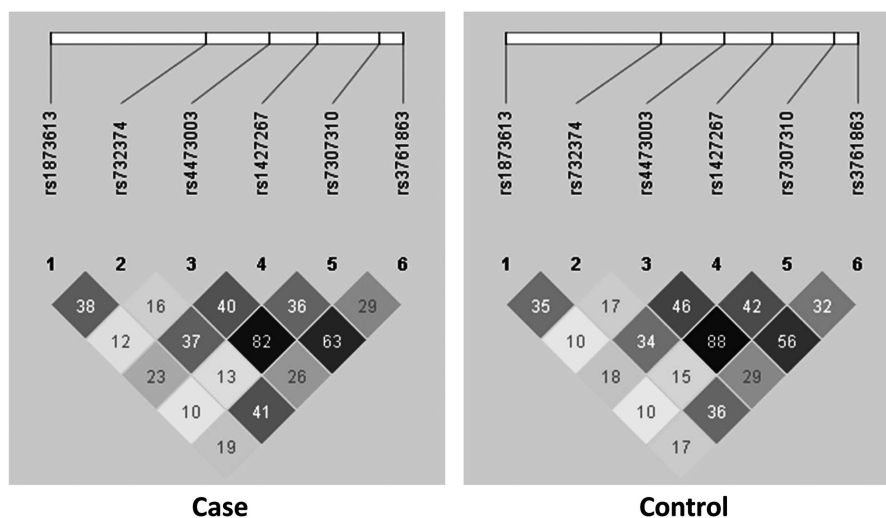 rs1873613 rs732374 rs4473003 rs1427267 rs7307310 rs3761863
1 2 3 4 5 6
38 16 40 36 29
12 37 82 63
23 13 26
10 41
19
Case
rs1873613 rs732374 rs4473003 rs1427267 rs7307310 rs3761863
1 2 3 4 5 6
35 17 46 42 32
10 34 88 56
18 15 29
10 36
17
Control